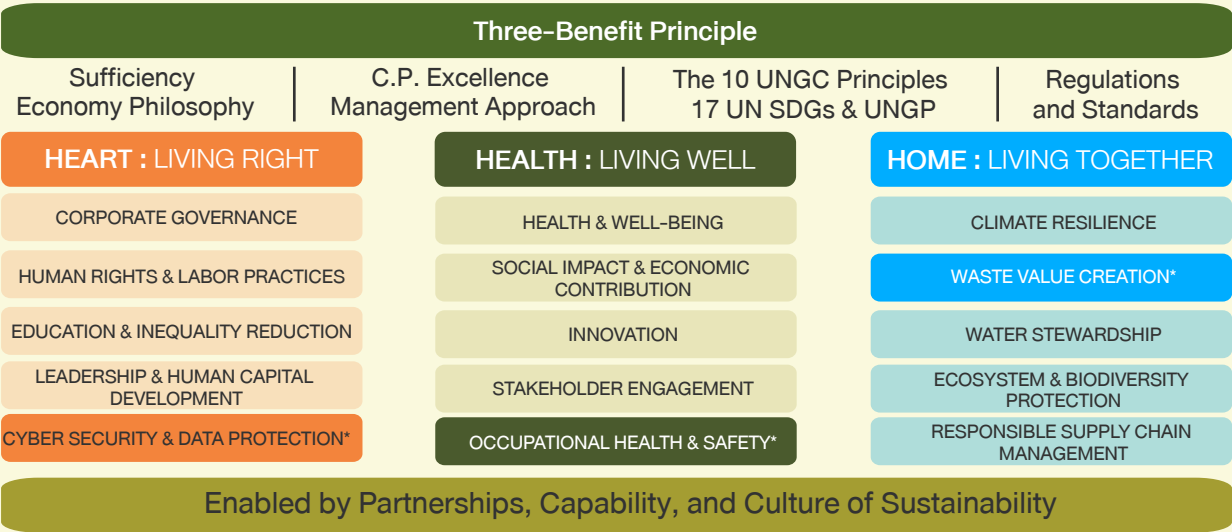 Three-Benefit Principle
Sufficiency
Economy Philosophy
C.P. Excellence
Management Approach
The 10 UNGC Principles
17 UN SDGs & UNGP
Regulations
and Standards
HEART : LIVING RIGHT
CORPORATE GOVERNANCE
HUMAN RIGHTS & LABOR PRACTICES
EDUCATION & INEQUALITY REDUCTION
LEADERSHIP & HUMAN CAPITAL
DEVELOPMENT
CYBER SECURITY & DATA PROTECTION*
HEALTH : LIVING WELL
HEALTH & WELL-BEING
SOCIAL IMPACT & ECONOMIC
CONTRIBUTION
INNOVATION
STAKEHOLDER ENGAGEMENT
OCCUPATIONAL HEALTH & SAFETY*
HOME : LIVING TOGETHER
CLIMATE RESILIENCE
WASTE VALUE CREATION*
WATER STEWARDSHIP
ECOSYSTEM & BIODIVERSITY
PROTECTION
RESPONSIBLE SUPPLY CHAIN
MANAGEMENT
Enabled by Partnerships, Capability, and Culture of Sustainability